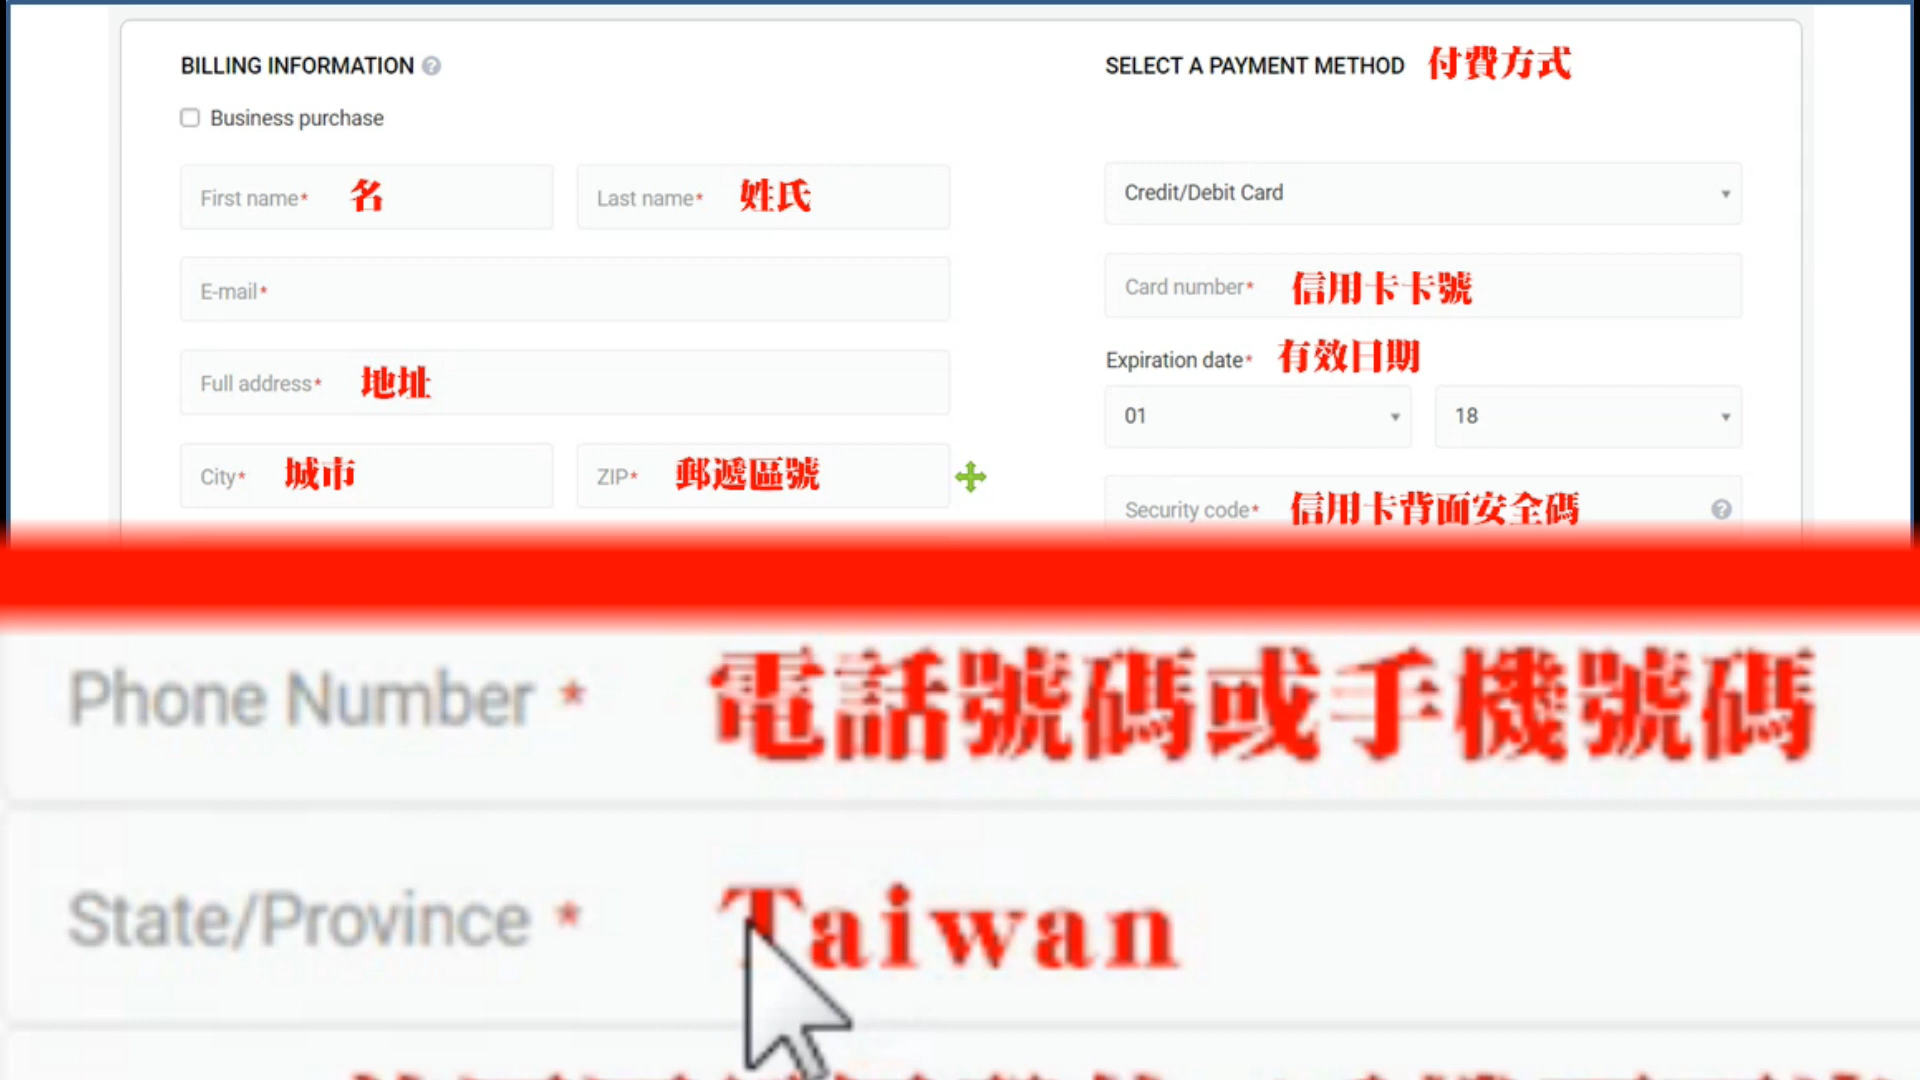 BILLING INFORMATION ?
Business purchase
First name* 名
Last name* 姓氏
E-mail*
Full address* 地址
City* 城市
ZIP* 郵遞區號
SELECT A PAYMENT METHOD 付費方式
Credit/Debit Card
Card number* 信用卡卡號
Expiration date* 有效日期
01
18
Security code* 信用卡背面安全碼 ?
Phone Number * 電話號碼或手機號碼
State/Province * Taiwan